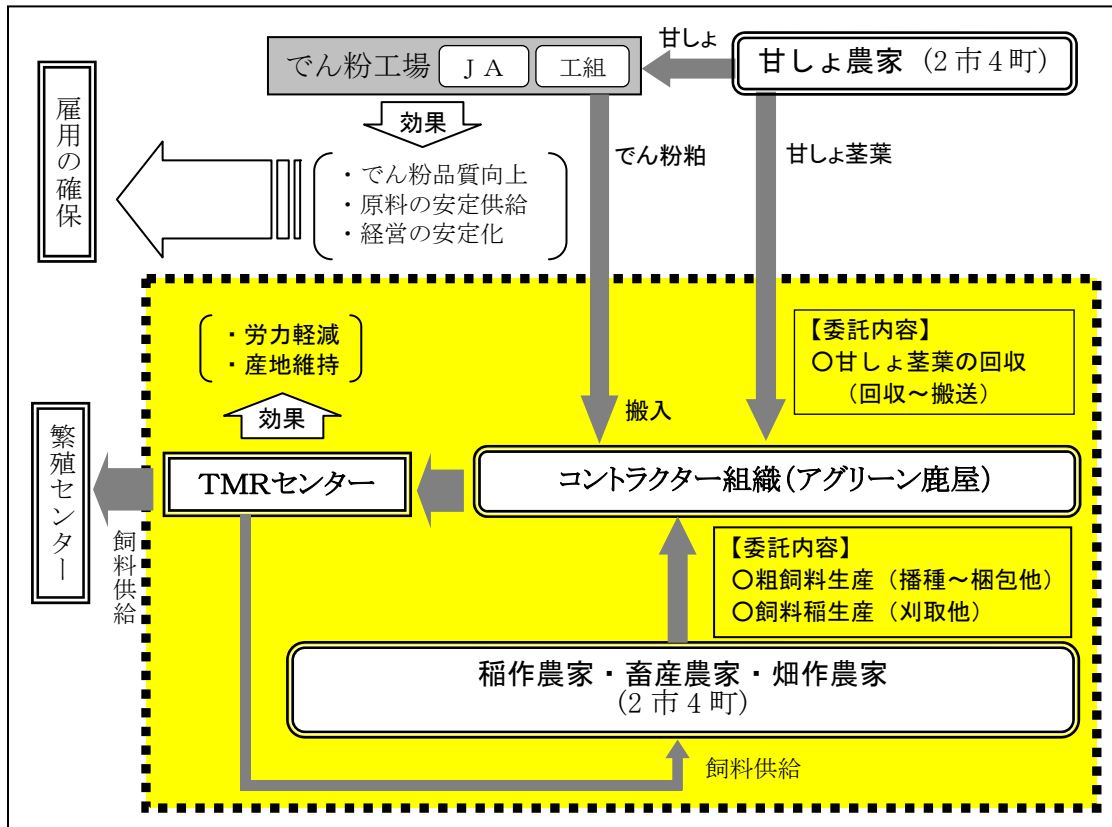 でん粉工場
ＪＡ
工組
甘しょ
甘しょ農家（2市4町）
雇用の確保
効果
・でん粉品質向上
・原料の安定供給
・経営の安定化
でん粉粕
甘しょ茎葉
・労力軽減
・産地維持
効果
【委託内容】
○甘しょ茎葉の回収
（回収～搬送）
搬入
繁殖センター
飼料供給
TMRセンター
コントラクター組織（アグリーン鹿屋）
【委託内容】
○粗飼料生産（播種～梱包他）
○飼料稲生産（刈取他）
稲作農家・畜産農家・畑作農家
（2市4町）
飼料供給